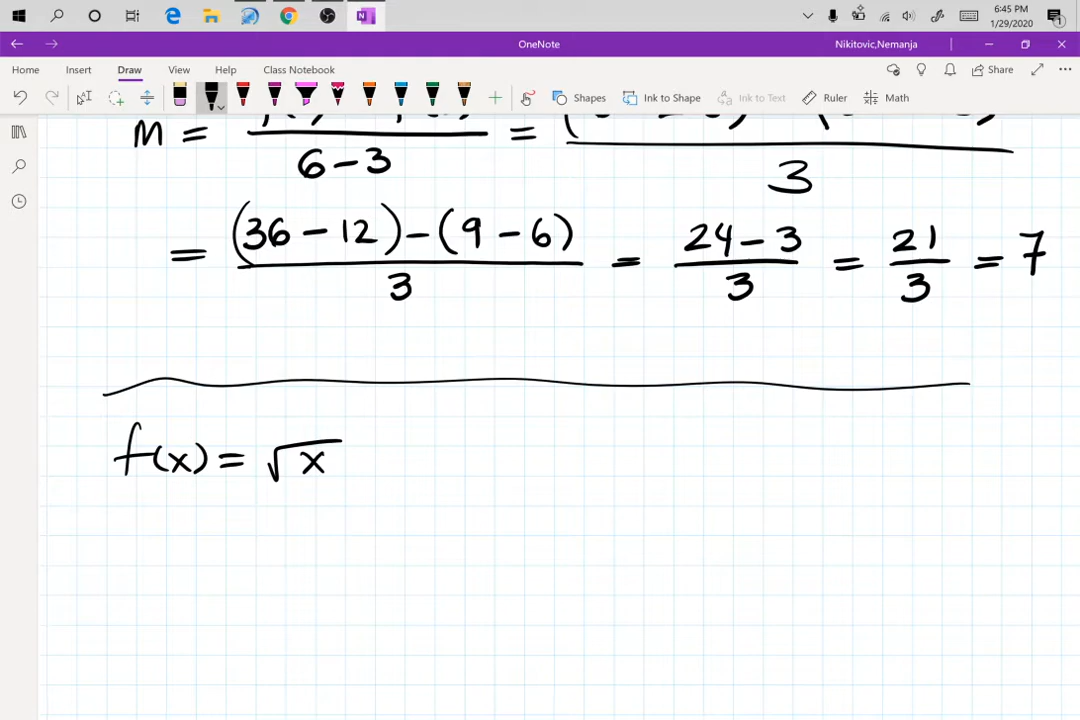 6:45 PM
1/29/2020
OneNote
Nikitovic,Nemanja
Home Insert Draw View Help Class Notebook Share
Shapes Ink to Shape Ink to Text Ruler Math
M = / 6 - 3 = / 3
= (36 - 12) - (9 - 6) / 3 = 24 - 3 / 3 = 21 / 3 = 7
f(x) = √x